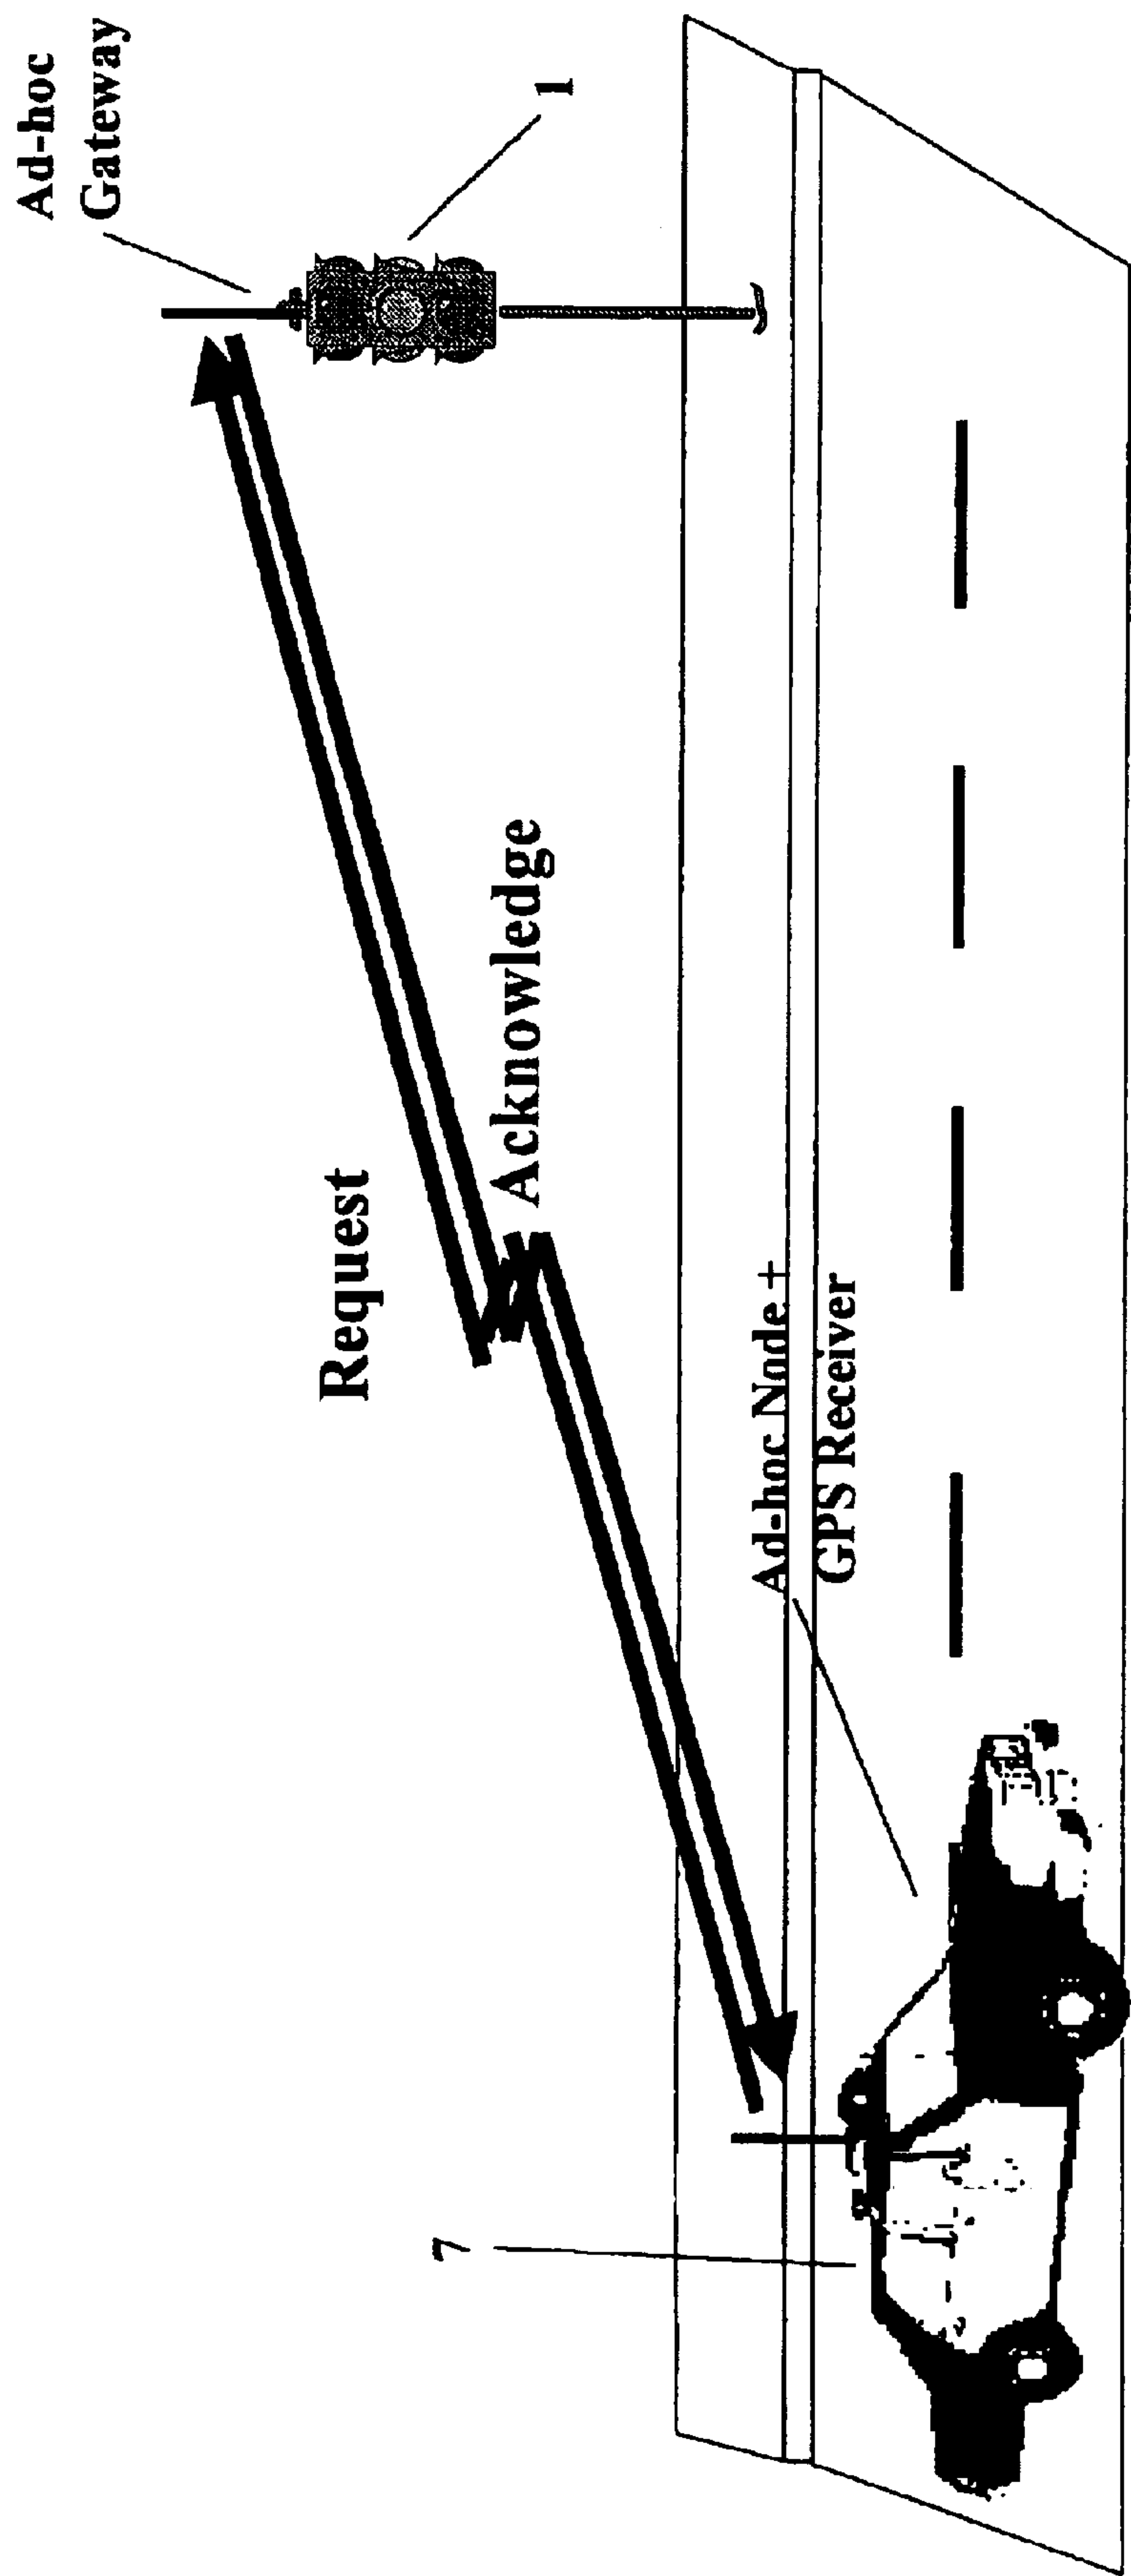 Ad-hoc
Gateway
1
Request
Acknowledge
Ad-hoc Node +
GPS Receiver
7